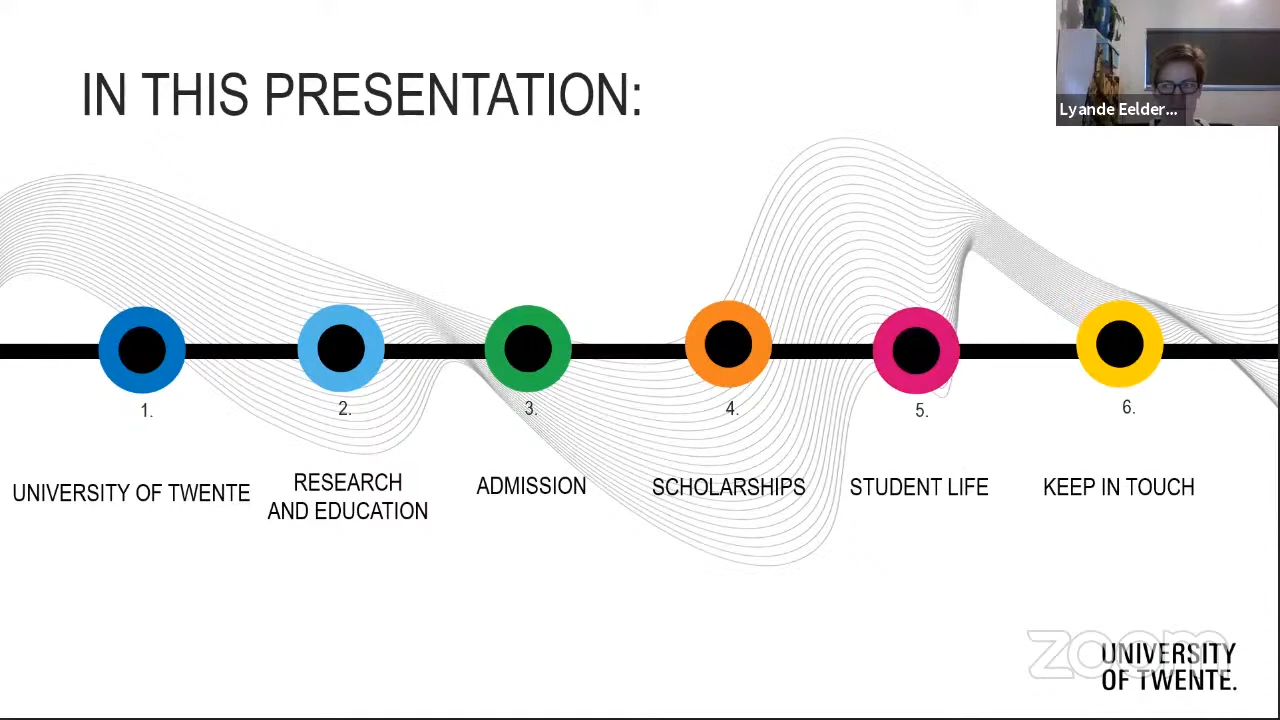 IN THIS PRESENTATION:
Lyande Eelder...
1.
2.
3.
4.
5.
6.
UNIVERSITY OF TWENTE
RESEARCH
AND EDUCATION
ADMISSION
SCHOLARSHIPS
STUDENT LIFE
KEEP IN TOUCH
zoom
UNIVERSITY
OF TWENTE.